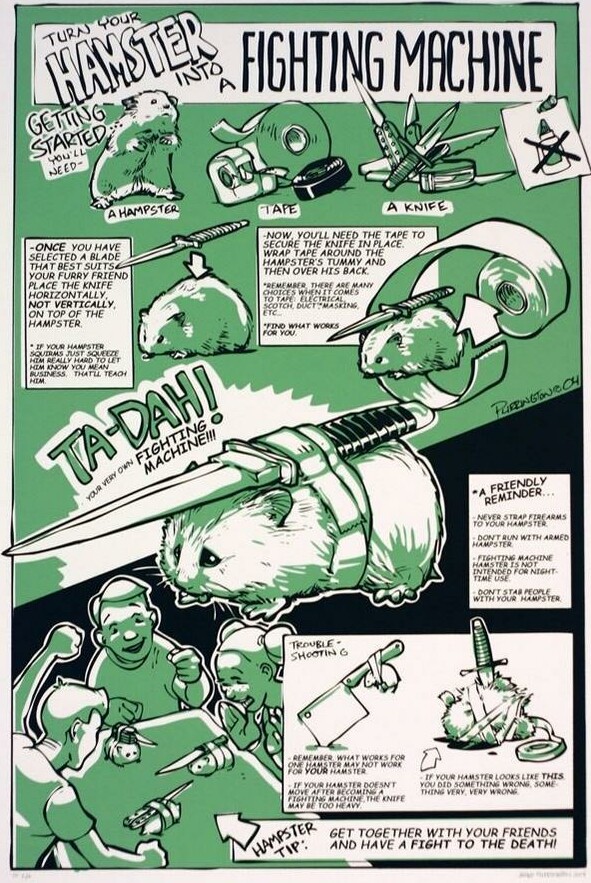 TURN YOUR
HAMSTER
INTO
A
FIGHTING MACHINE
GETTING
STARTED:
YOU'LL
NEED-
A HAMPSTER
TAPE
A KNIFE
-ONCE YOU HAVE
SELECTED A BLADE
THAT BEST SUITS
YOUR FURRY FRIEND
PLACE THE KNIFE
HORIZONTALLY,
NOT VERTICALLY,
ON TOP OF THE
HAMPSTER.
* IF YOUR HAMPSTER
SQUIRMS JUST SQUEEZE
HIM REALLY HARD TO LET
HIM KNOW YOU MEAN
BUSINESS. THAT'LL TEACH
HIM.
-NOW, YOU'LL NEED THE TAPE TO
SECURE THE KNIFE IN PLACE.
WRAP TAPE AROUND THE
HAMPSTER'S TUMMY AND
THEN OVER HIS BACK.
*REMEMBER, THERE ARE MANY
CHOICES WHEN IT COMES
TO TAPE: ELECTRICAL,
SCOTCH, DUCT, MASKING,
ETC...
*FIND WHAT WORKS
FOR YOU.
TA-DAH!
YOUR VERY OWN FIGHTING
MACHINE!!!
*A FRIENDLY
REMINDER...
- NEVER STRAP FIREARMS
TO YOUR HAMPSTER.
- DON'T RUN WITH ARMED
HAMPSTER.
- FIGHTING MACHINE
HAMSTER IS NOT
INTENDED FOR NIGHT-
TIME USE.
- DON'T STAB PEOPLE
WITH YOUR HAMPSTER.
TROUBLE-
SHOOTING
- REMEMBER, WHAT WORKS FOR
ONE HAMSTER MAY NOT WORK
FOR YOUR HAMSTER.
- IF YOUR HAMSTER DOESN'T
MOVE AFTER BECOMING A
FIGHTING MACHINE, THE KNIFE
MAY BE TOO HEAVY.
- IF YOUR HAMSTER LOOKS LIKE THIS,
YOU DID SOMETHING WRONG, SOME-
THING VERY, VERY WRONG.
HAMPSTER
TIP:
GET TOGETHER WITH YOUR FRIENDS
AND HAVE A FIGHT TO THE DEATH!